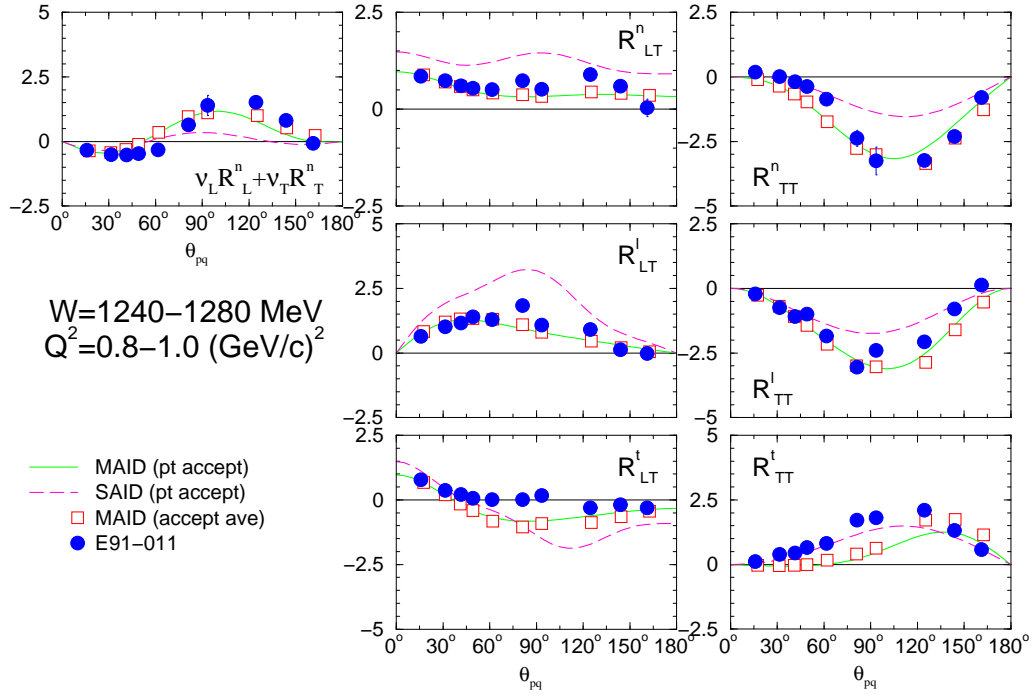 5
2.5
0
−2.5
0° 30° 60° 90° 120° 150° 180°
θpq
νLRnL+νTRnT
5
2.5
0
−2.5
RnLT
2.5
0
−2.5
−5
RnTT
5
2.5
0
−2.5
RlLT
2.5
0
−2.5
−5
RlTT
W=1240−1280 MeV
Q2=0.8−1.0 (GeV/c)2
MAID (pt accept)
SAID (pt accept)
MAID (accept ave)
E91−011
2.5
0
−2.5
−5
0° 30° 60° 90° 120° 150° 180°
θpq
RtLT
5
2.5
0
−2.5
0° 30° 60° 90° 120° 150° 180°
θpq
RtTT